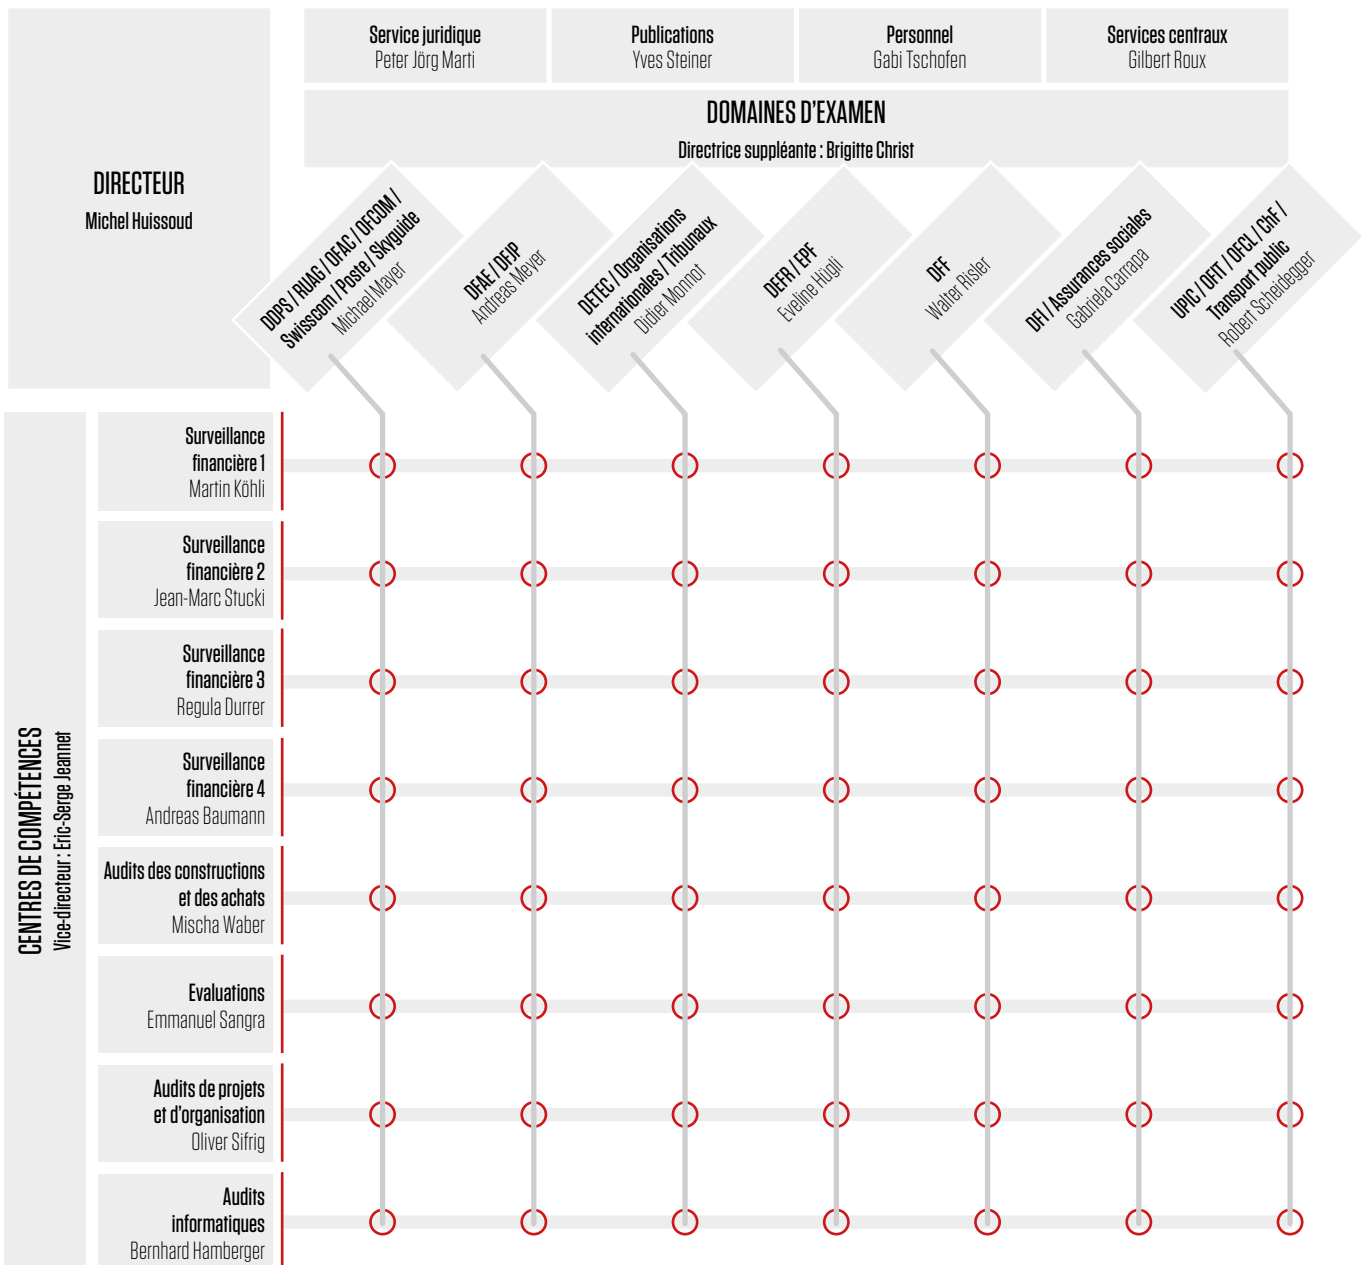 Service juridique
Peter Jörg Marti
Publications
Yves Steiner
Personnel
Gabi Tschofen
Services centraux
Gilbert Roux
DOMAINES D'EXAMEN
Directrice suppléante : Brigitte Christ
DIRECTEUR
Michel Huissoud
DDPS / RUAG / OFAC / OFCOM /
Swisscom / Poste / Skyguide
Michael Mayer
DFAE / DFJP
Andreas Meyer
DETEC / Organisations
internationales / Tribunaux
Didier Monnot
DEFR / EPF
Eveline Hügli
DFF
Walter Risler
DFI / Assurances sociales
Gabriela Carrapa
UPIC / OFIT / OFCL / ChF /
Transport public
Robert Scheidegger
CENTRES DE COMPÉTENCES
Vice-directeur : Eric-Serge Jeannet
Surveillance
financière 1
Martin Köhli
Surveillance
financière 2
Jean-Marc Stucki
Surveillance
financière 3
Regula Durrer
Surveillance
financière 4
Andreas Baumann
Audits des constructions
et des achats
Mischa Waber
Evaluations
Emmanuel Sangra
Audits de projets
et d'organisation
Oliver Sifrig
Audits
informatiques
Bernhard Hamberger